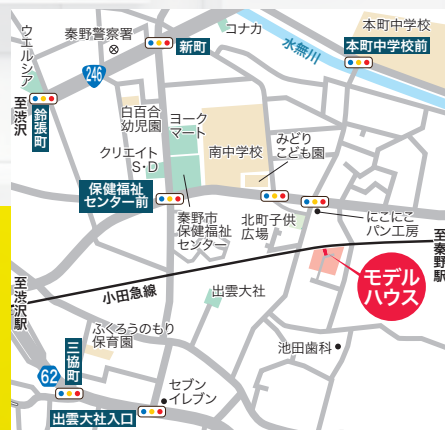 ウエルシア
秦野警察署
新町
コナカ
水無川
本町中学校
本町中学校前
246
至渋沢
鈴張町
白百合
幼児園
ヨーク
マート
南中学校
みどり
こども園
クリエイト
S・D
保健福祉
センター前
秦野市
保健福祉
センター
北町子供
広場
にこにこ
パン工房
至秦野駅
小田急線
出雲大社
モデル
ハウス
至渋沢駅
ふくろうのもり
保育園
池田歯科
62
三協町
セブン
イレブン
出雲大社入口